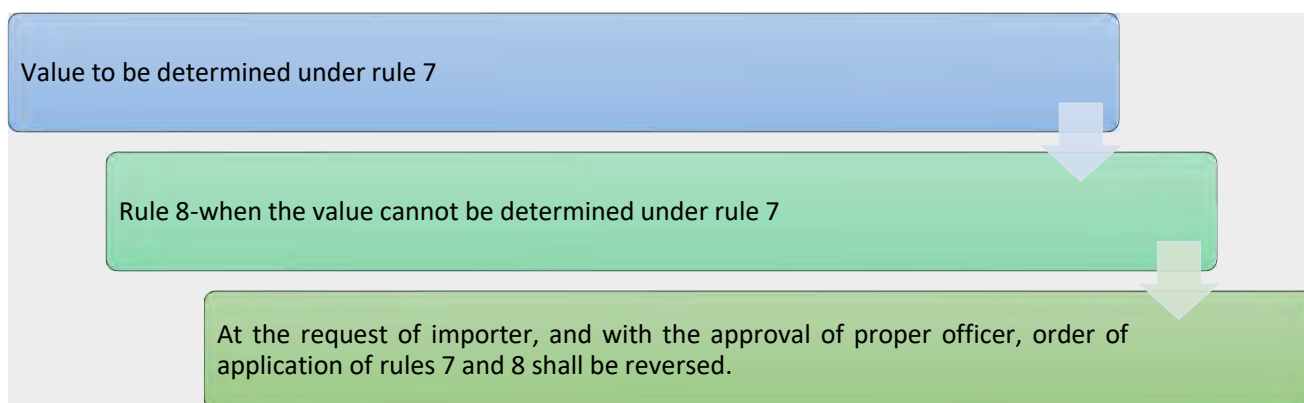 Value to be determined under rule 7
Rule 8-when the value cannot be determined under rule 7
At the request of importer, and with the approval of proper officer, order of
application of rules 7 and 8 shall be reversed.